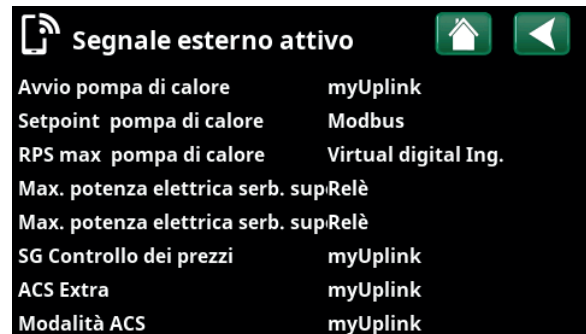 Segnale esterno attivo
Avvio pompa di calore myUplink
Setpoint pompa di calore Modbus
RPS max pompa di calore Virtual digital Ing.
Max. potenza elettrica serb. sup Relè
Max. potenza elettrica serb. sup Relè
SG Controllo dei prezzi myUplink
ACS Extra myUplink
Modalità ACS myUplink